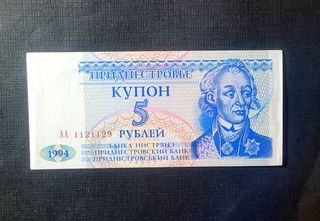 ПРИДНЕСТРОВЬЕ
КУПОН
5
АА 1121129
РУБЛЕЙ
1994
БАНКА НИСТРЯНЭ
ПРИДНЕСТРОВСКИЙ БАНК
ПРИДНІСТРОВСЬКИЙ БАНК